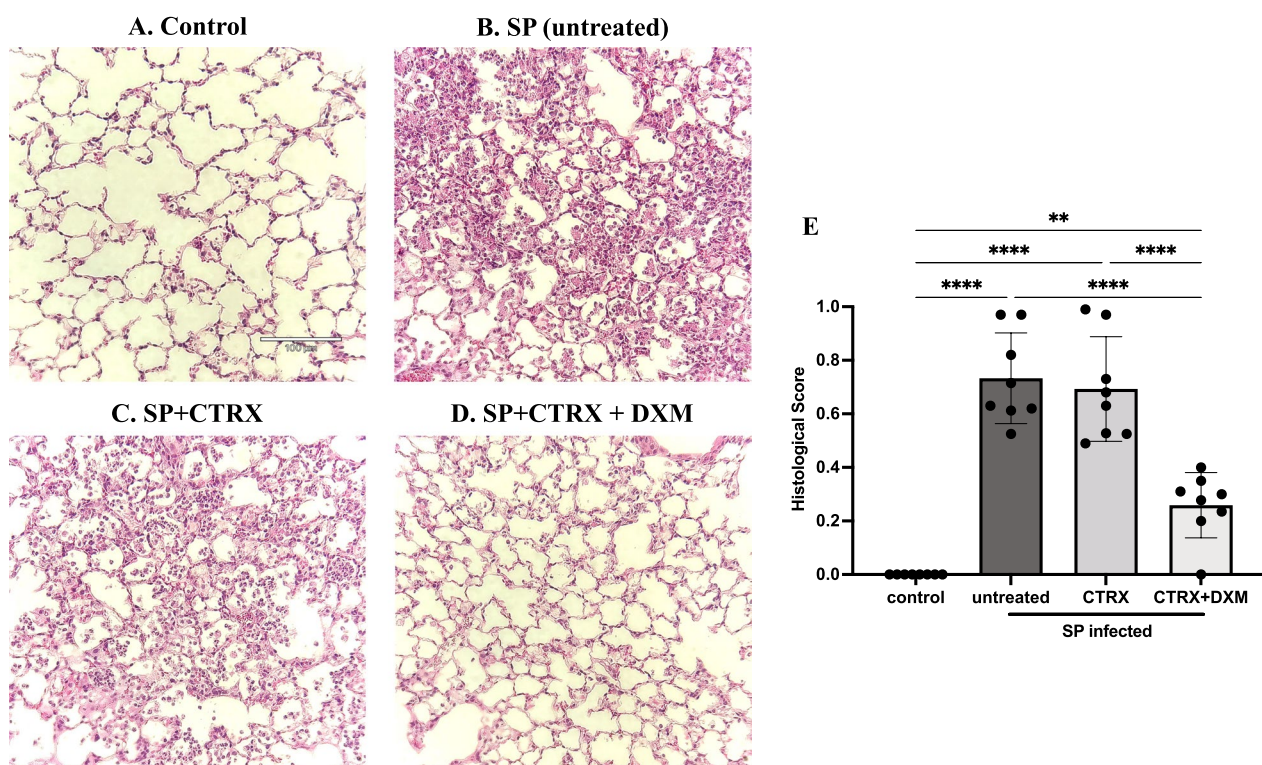 A. Control
B. SP (untreated)
100 µm
C. SP+CTRX
D. SP+CTRX + DXM
E
**
**** ****
**** ****
Histological Score
1.0
0.8
0.6
0.4
0.2
0.0
control untreated CTRX CTRX+DXM
SP infected